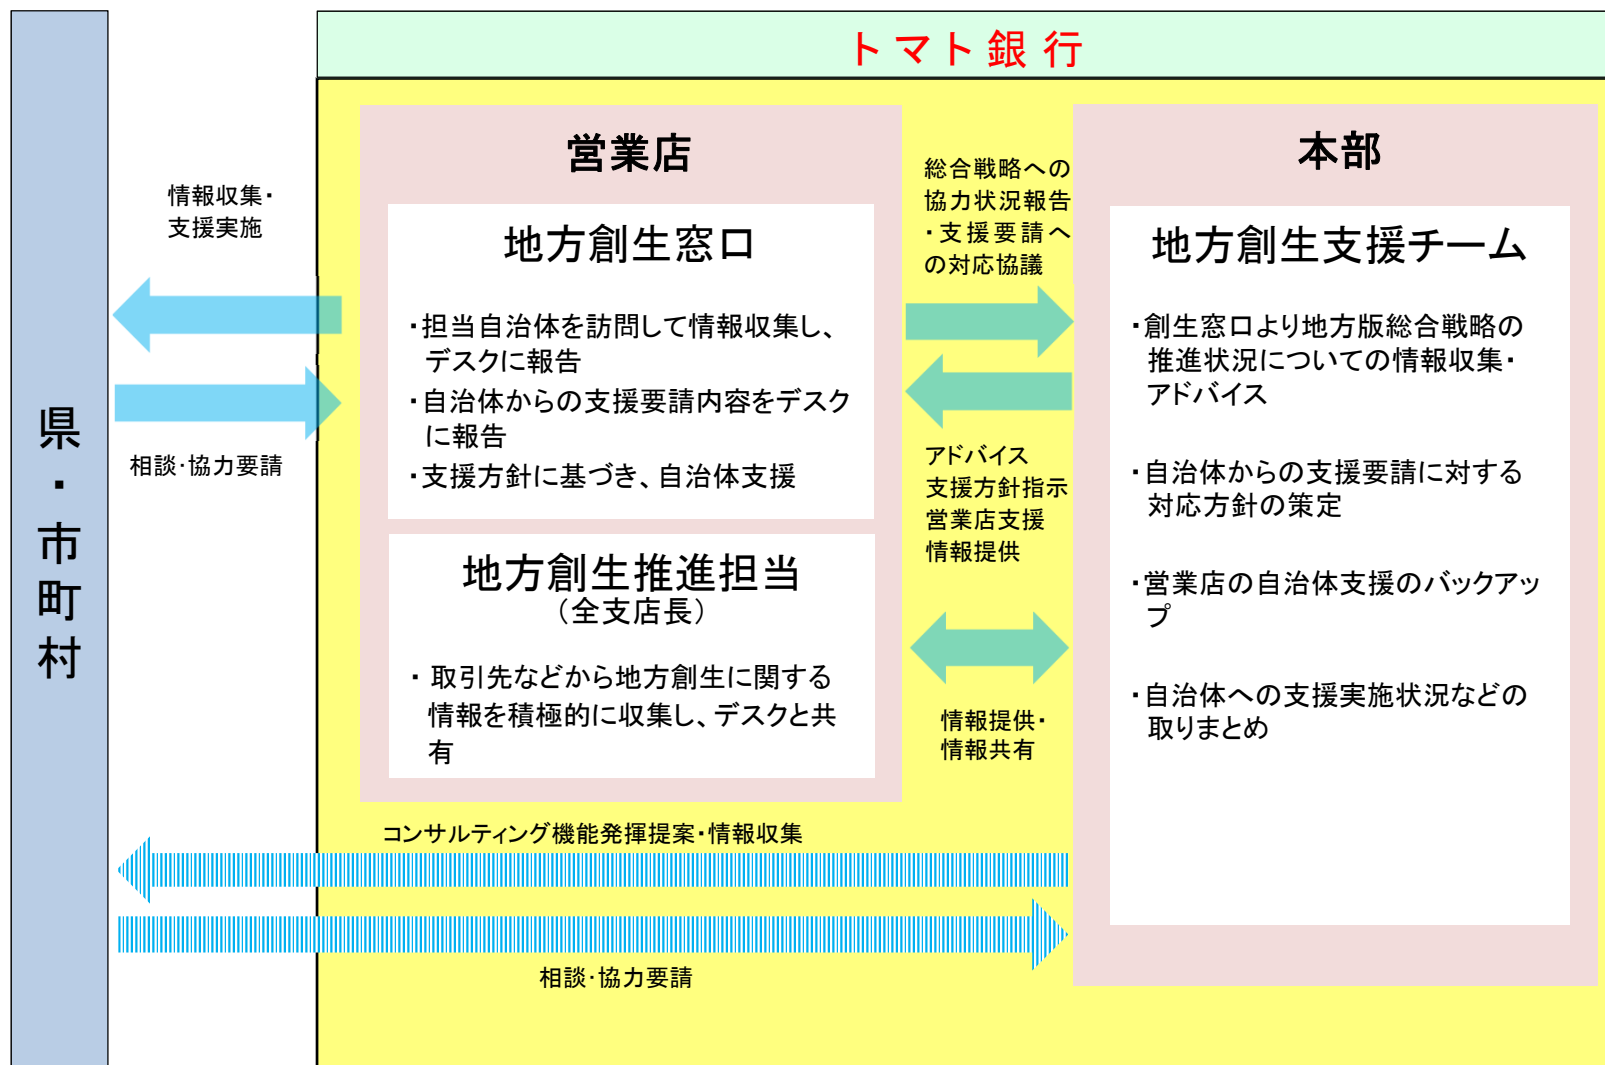 トマト銀行
県・市町村
情報収集・
支援実施
相談・協力要請
営業店
地方創生窓口
・担当自治体を訪問して情報収集し、
デスクに報告
・自治体からの支援要請内容をデスク
に報告
・支援方針に基づき、自治体支援
地方創生推進担当
（全支店長）
・ 取引先などから地方創生に関する
情報を積極的に収集し、デスクと共
有
総合戦略への
協力状況報告
・支援要請へ
の対応協議
アドバイス
支援方針指示
営業店支援
情報提供
情報提供・
情報共有
本部
地方創生支援チーム
・創生窓口より地方版総合戦略の
推進状況についての情報収集・
アドバイス
・自治体からの支援要請に対する
対応方針の策定
・営業店の自治体支援のバックアッ
プ
・自治体への支援実施状況などの
取りまとめ
コンサルティング機能発揮提案・情報収集
相談・協力要請